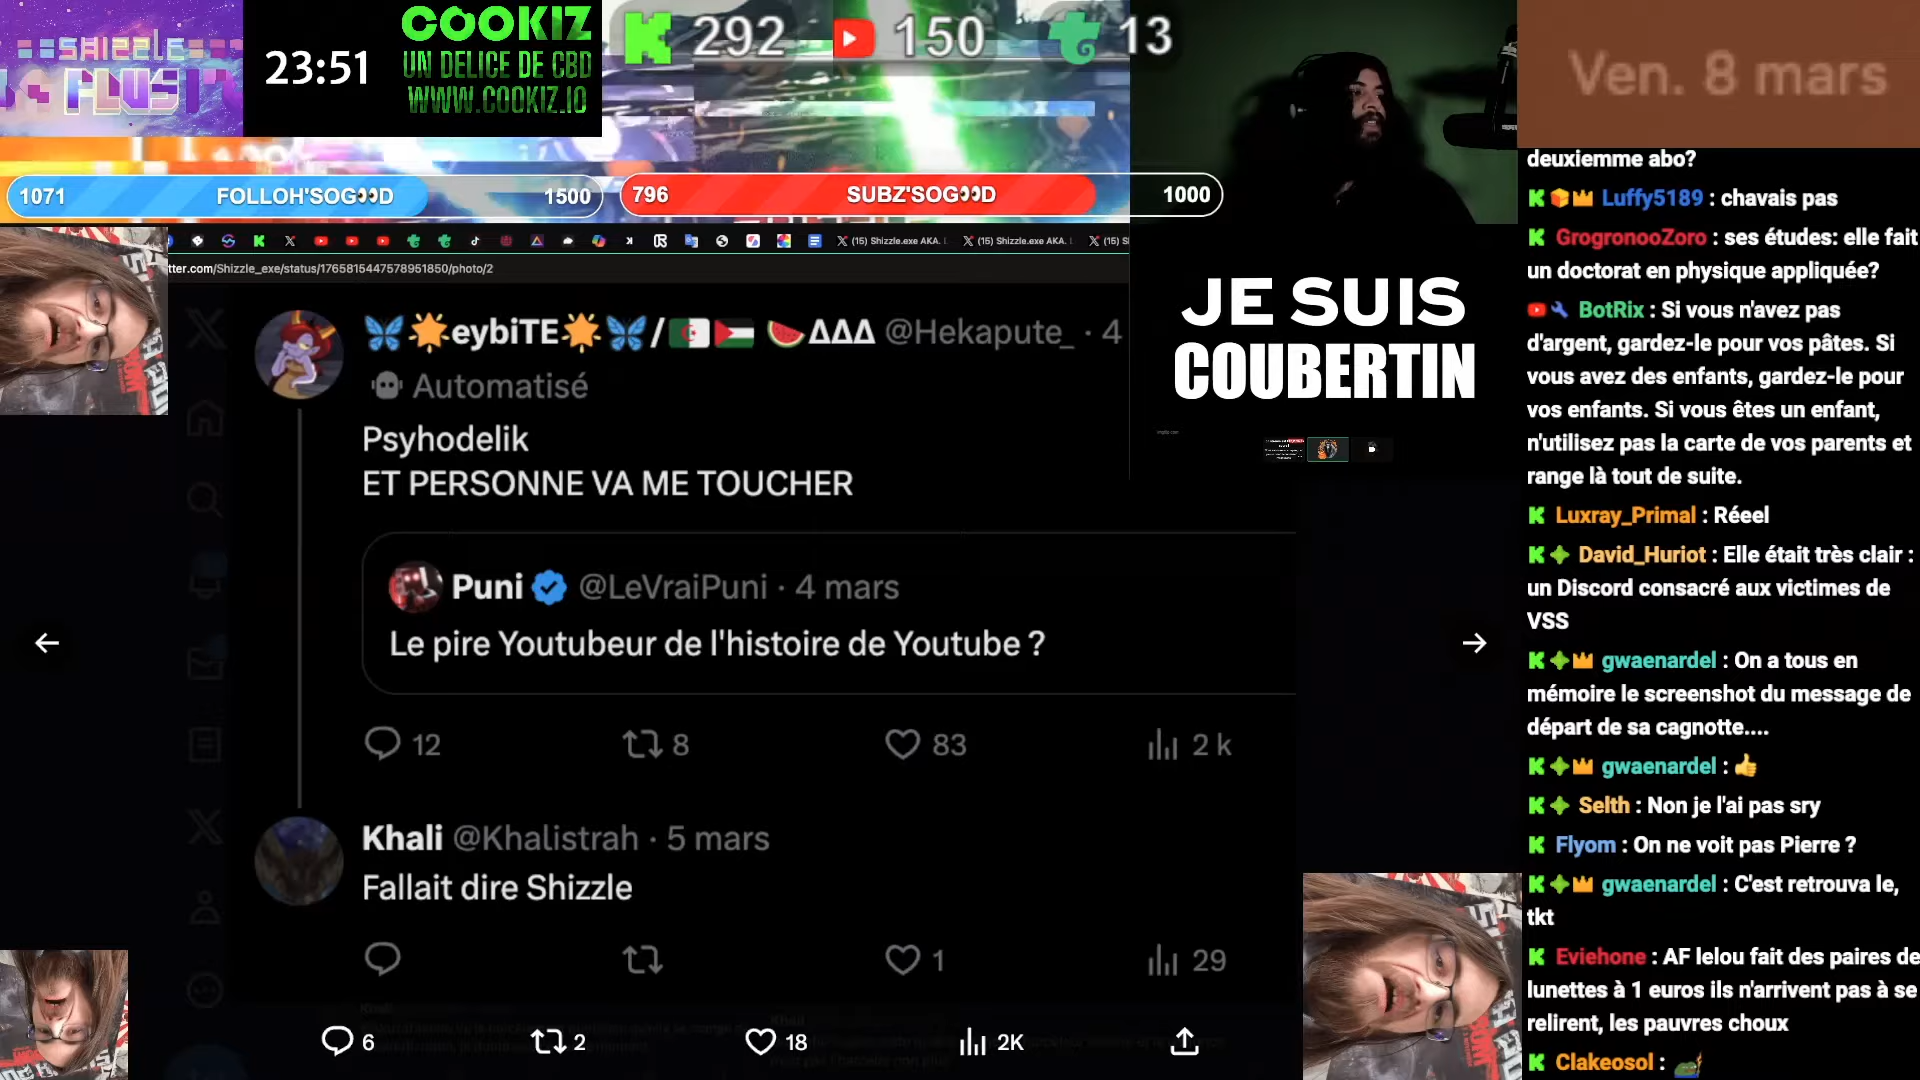 SHIZZLE
PLUS
23:51
COOKIZ
UN DELICE DE CBD
WWW.COOKIZ.IO
292
150
13
Ven. 8 mars
1071 FOLLOH'SOG👀D 1500
796 SUBZ'SOG👀D 1000
(15) Shizzle.exe AKA.
(15) Shizzle.exe AKA.
(15) S
tter.com/Shizzle_exe/status/1765815447578951850/photo/2
🦋🌟eybiTE🌟🦋/🇩🇿🇵🇸 🍉ΔΔΔ @Hekapute_ · 4
Automatisé
Psyhodelik
ET PERSONNE VA ME TOUCHER
Puni @LeVraiPuni · 4 mars
Le pire Youtubeur de l'histoire de Youtube ?
12 8 83 2 k
Khali @Khalistrah · 5 mars
Fallait dire Shizzle
1 29
6 2 18 2K
JE SUIS
COUBERTIN
deuxiemme abo?
Luffy5189 : chavais pas
GrogronooZoro : ses études: elle fait
un doctorat en physique appliquée?
BotRix : Si vous n'avez pas
d'argent, gardez-le pour vos pâtes. Si
vous avez des enfants, gardez-le pour
vos enfants. Si vous êtes un enfant,
n'utilisez pas la carte de vos parents et
range là tout de suite.
Luxray_Primal : Réeel
David_Huriot : Elle était très clair :
un Discord consacré aux victimes de
VSS
gwaenardel : On a tous en
mémoire le screenshot du message de
départ de sa cagnotte....
gwaenardel : 👍
Selth : Non je l'ai pas sry
Flyom : On ne voit pas Pierre ?
gwaenardel : C'est retrouva le,
tkt
Eviehone : AF lelou fait des paires de
lunettes à 1 euros ils n'arrivent pas à se
relirent, les pauvres choux
Clakeosol :